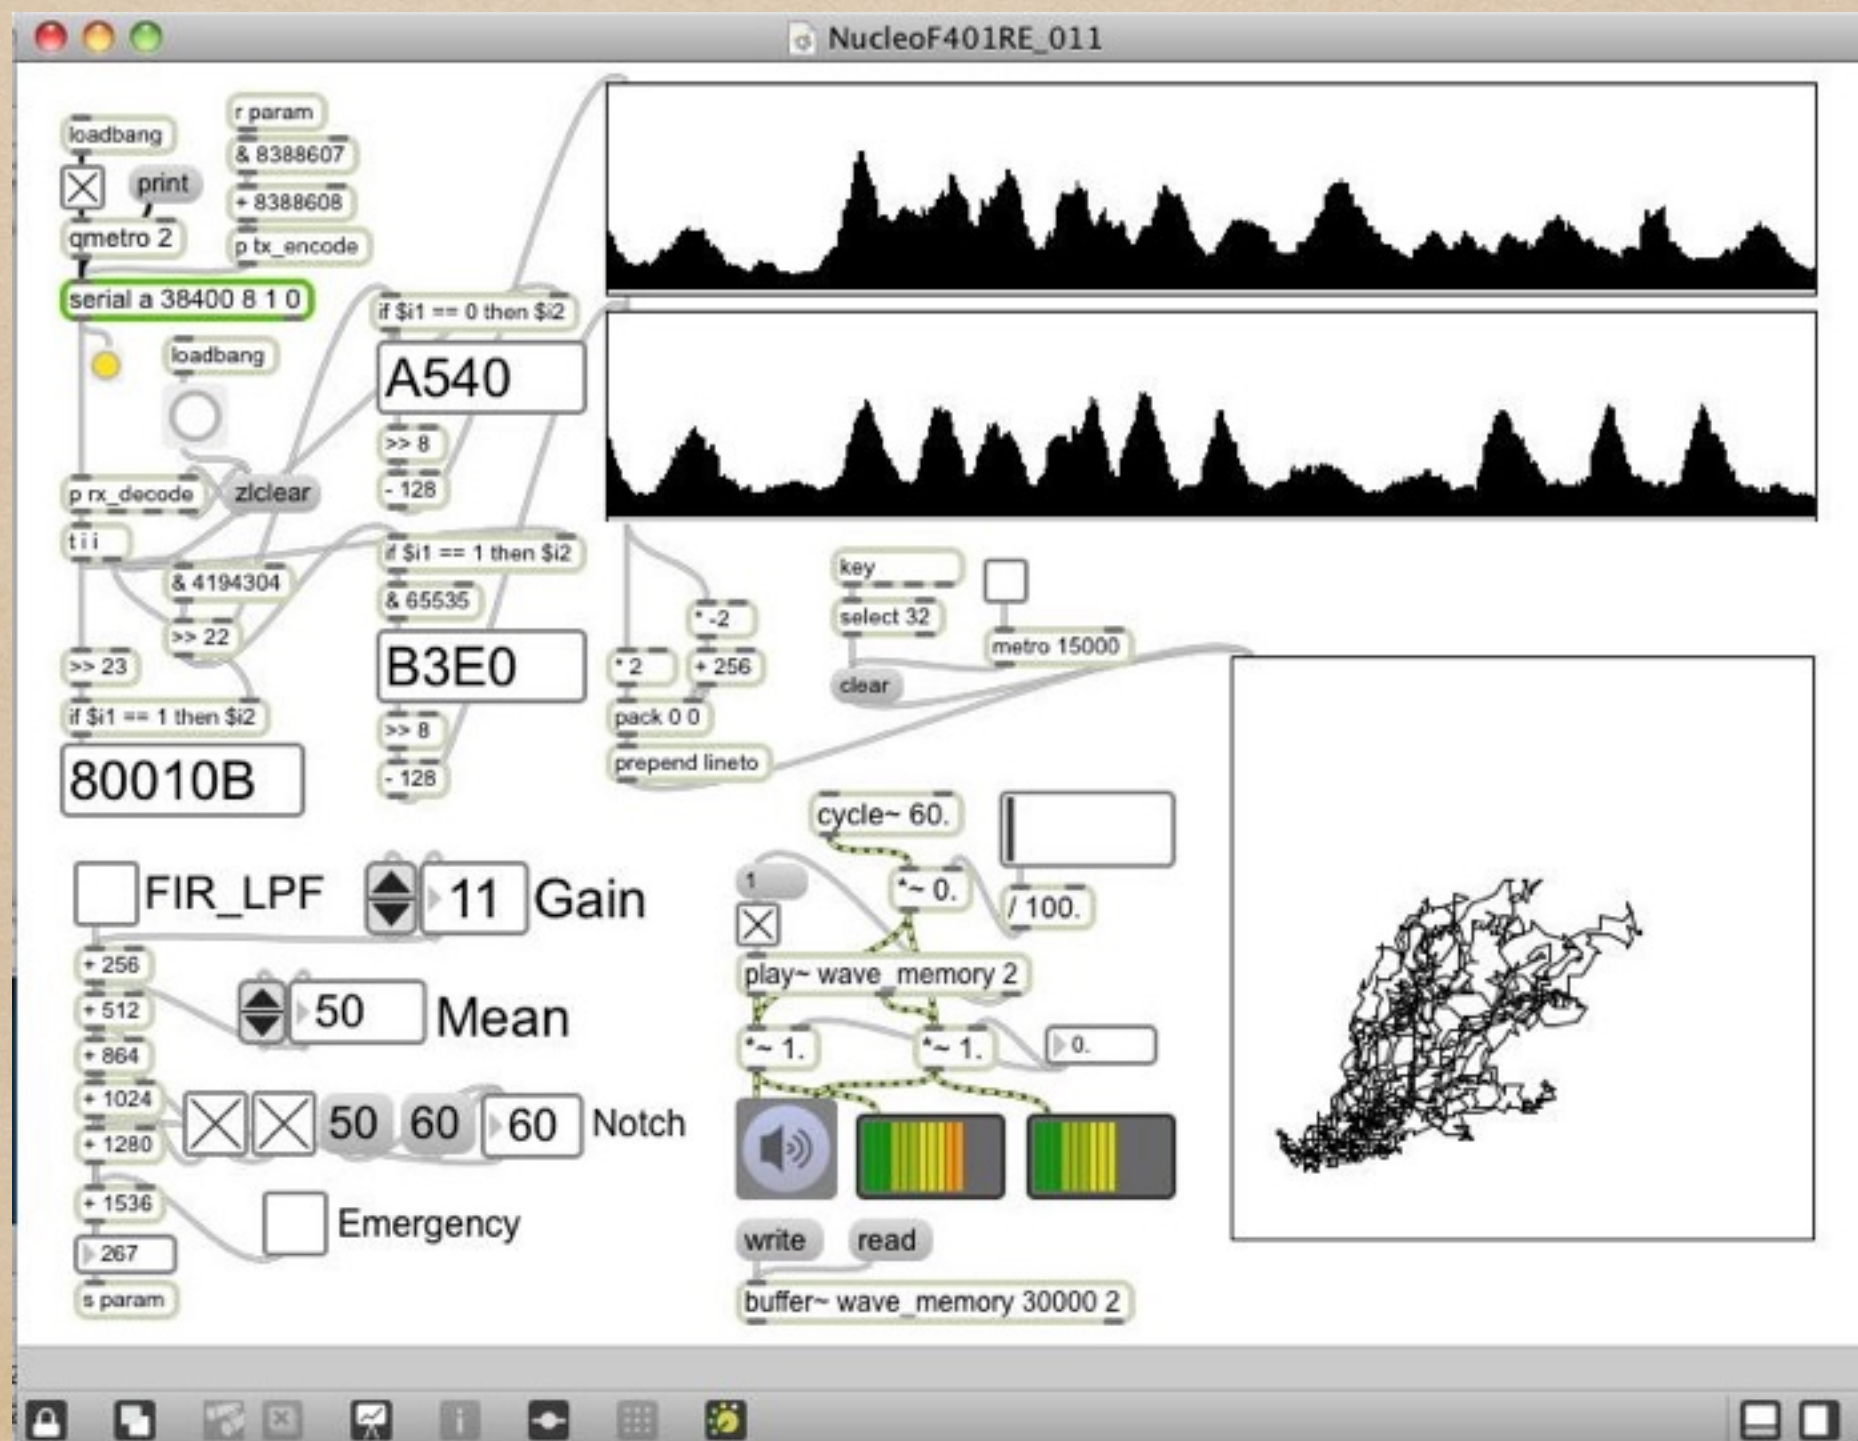 NucleoF401RE_011
loadbang
r param
& 8388607
print
+ 8388608
qmetro 2
p tx_encode
serial a 38400 8 1 0
if $i1 == 0 then $i2
loadbang
A540
>> 8
- 128
p rx_decode
zlclear
t i i
if $i1 == 1 then $i2
& 4194304
& 65535
>> 22
B3E0
>> 23
if $i1 == 1 then $i2
>> 8
80010B
- 128
key
* -2
select 32
metro 15000
* 2
+ 256
clear
pack 0 0
prepend lineto
cycle~ 60.
1
*~ 0.
/ 100.
play~ wave_memory 2
*~ 1.
*~ 1.
0.
write
read
buffer~ wave_memory 30000 2
FIR_LPF
11
Gain
+ 256
+ 512
50
Mean
+ 864
+ 1024
+ 1280
50
60
60
Notch
+ 1536
Emergency
267
s param